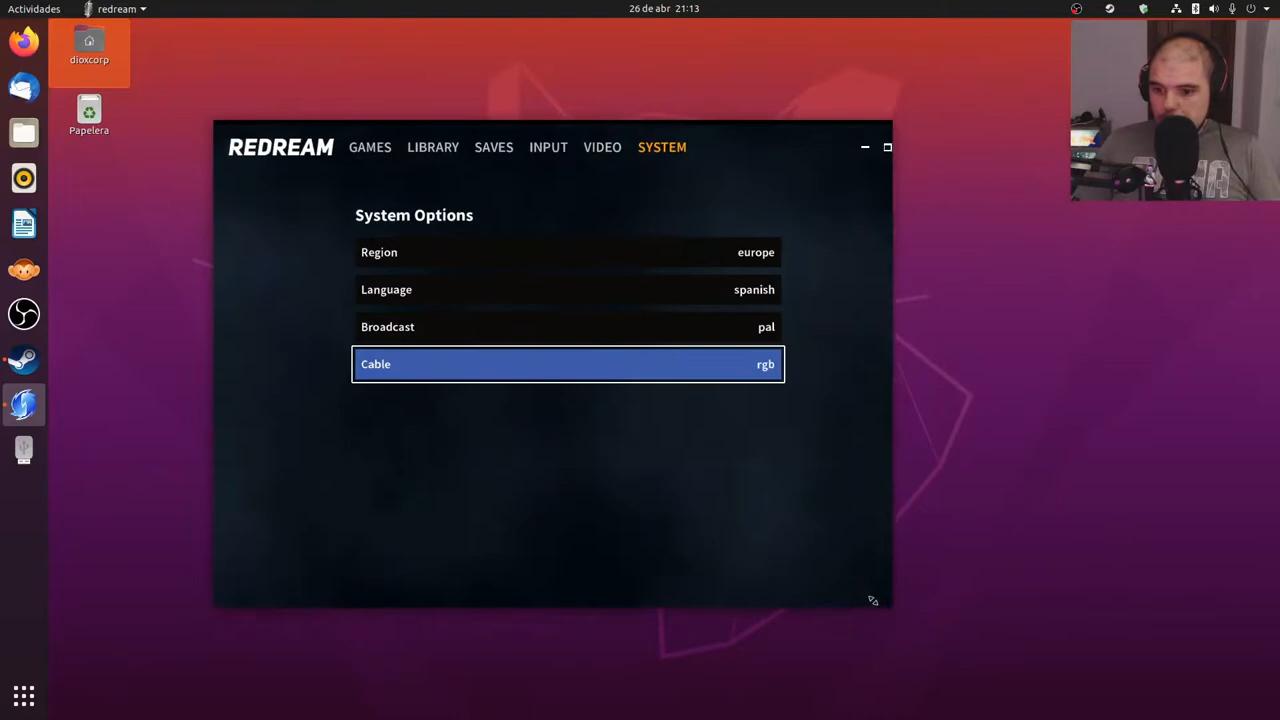 Actividades
redream
26 de abr 21:13
dioxcorp
Papelera
REDREAM
GAMES
LIBRARY
SAVES
INPUT
VIDEO
SYSTEM
System Options
Region europe
Language spanish
Broadcast pal
Cable rgb